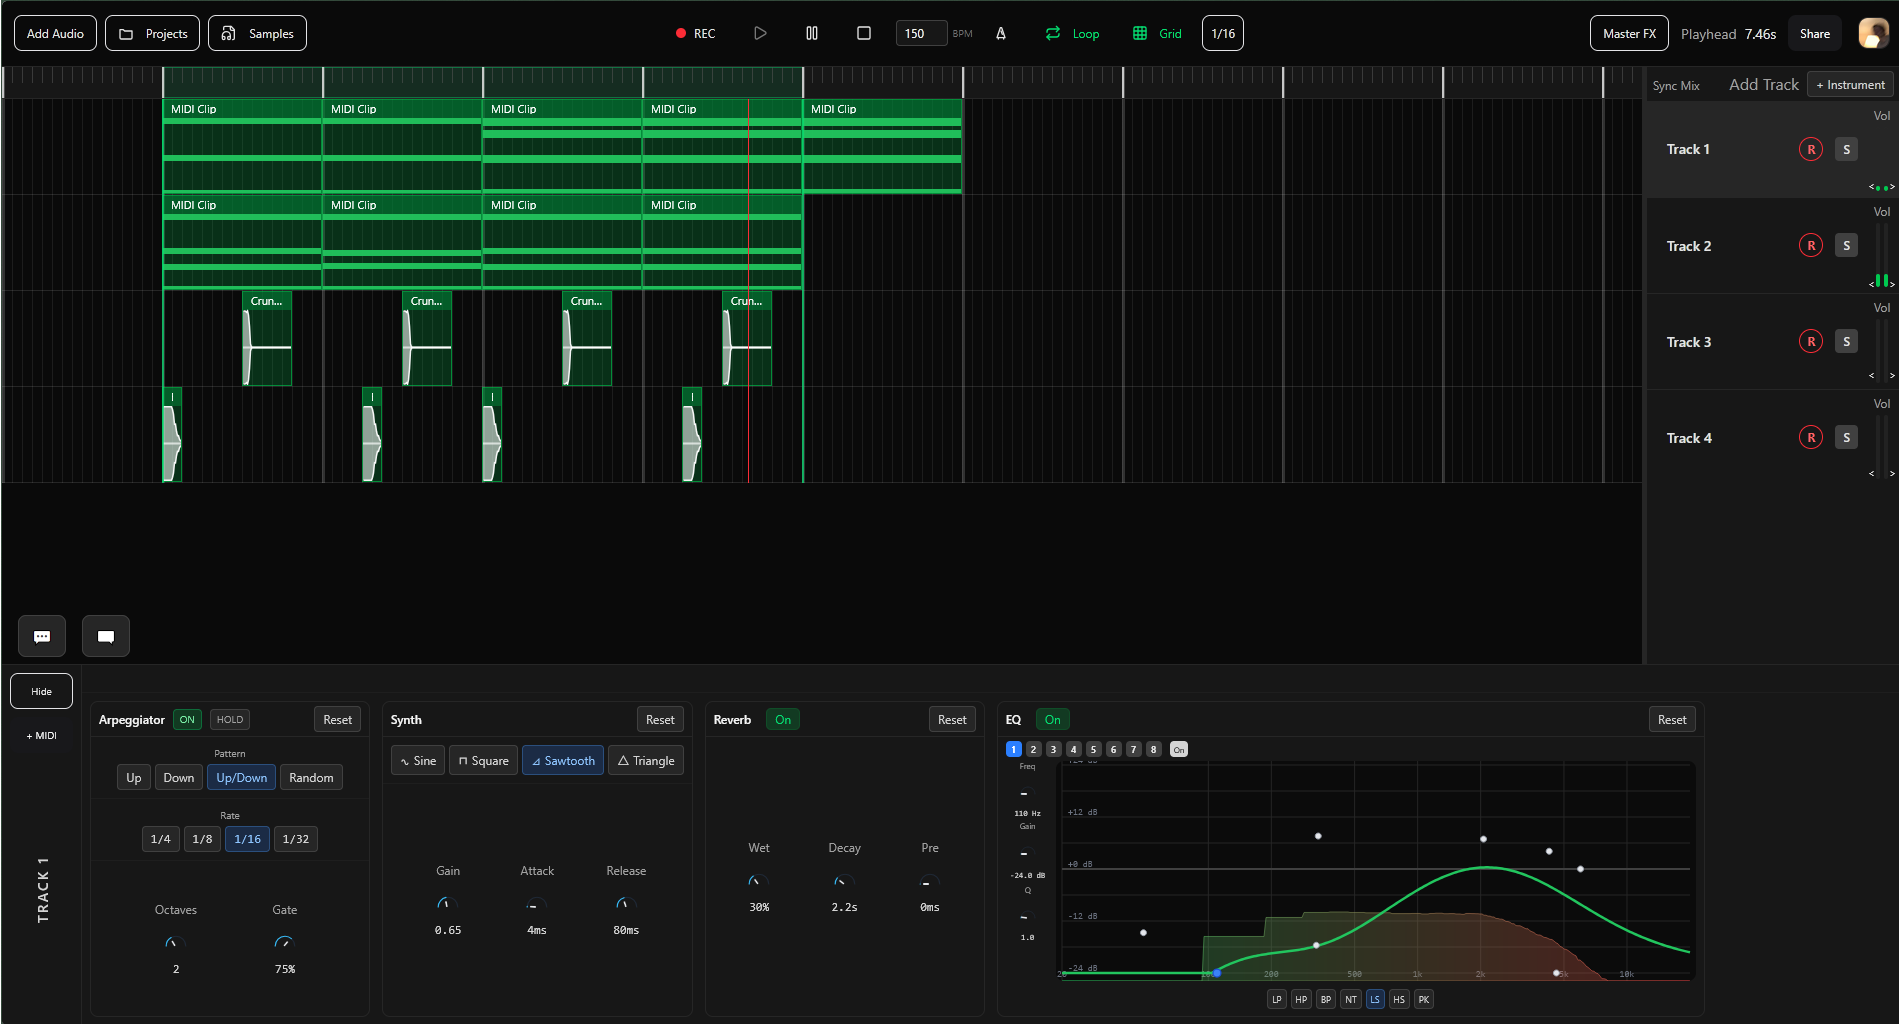 Add Audio Projects Samples REC 150 BPM Loop Grid 1/16 Master FX Playhead 7.46s Share
Sync Mix Add Track + Instrument
MIDI Clip MIDI Clip MIDI Clip MIDI Clip MIDI Clip
Vol
Track 1 R S
MIDI Clip MIDI Clip MIDI Clip MIDI Clip
Vol
Track 2 R S
Crun... Crun... Crun... Crun...
Vol
Track 3 R S
I I I I
Vol
Track 4 R S
Hide
+ MIDI
TRACK 1
Arpeggiator ON HOLD Reset
Pattern
Up Down Up/Down Random
Rate
1/4 1/8 1/16 1/32
Octaves Gate
2 75%
Synth Reset
Sine Square Sawtooth Triangle
Gain Attack Release
0.65 4ms 80ms
Reverb On Reset
Wet Decay Pre
30% 2.2s 0ms
EQ On Reset
1 2 3 4 5 6 7 8 On
Freq
110 Hz
Gain
-24.0 dB
Q
1.0
+24 dB
+12 dB
+0 dB
-12 dB
-24 dB
20 100 200 500 1k 2k 5k 10k
LP HP BP NT LS HS PK